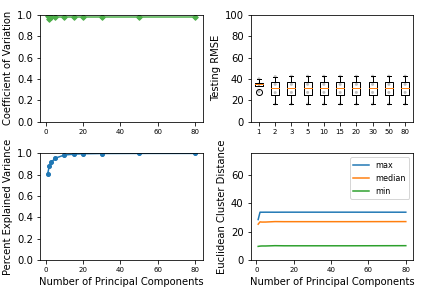 Coefficient of Variation
1.0
0.8
0.6
0.4
0.2
0.0
0 20 40 60 80
Testing RMSE
100
80
60
40
20
0
1 2 3 5 10 15 20 30 50 80
Percent Explained Variance
1.0
0.8
0.6
0.4
0.2
0.0
0 20 40 60 80
Number of Principal Components
Euclidean Cluster Distance
60
40
20
0
max
median
min
0 20 40 60 80
Number of Principal Components